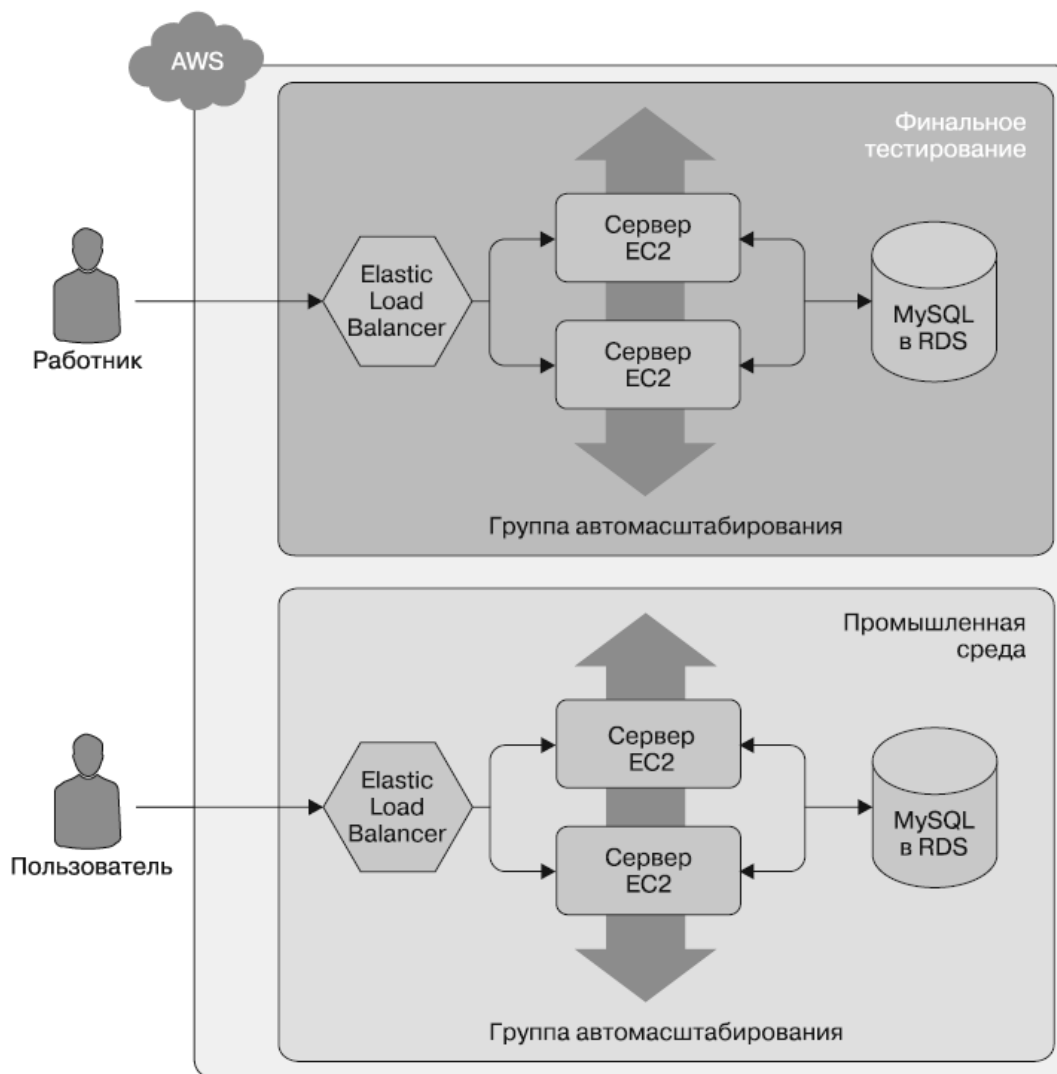 AWS
Финальное
тестирование
Сервер
EC2
Elastic
Load
Balancer
MySQL
в RDS
Сервер
EC2
Работник
Группа автомасштабирования
Промышленная
среда
Сервер
EC2
Elastic
Load
Balancer
MySQL
в RDS
Сервер
EC2
Пользователь
Группа автомасштабирования